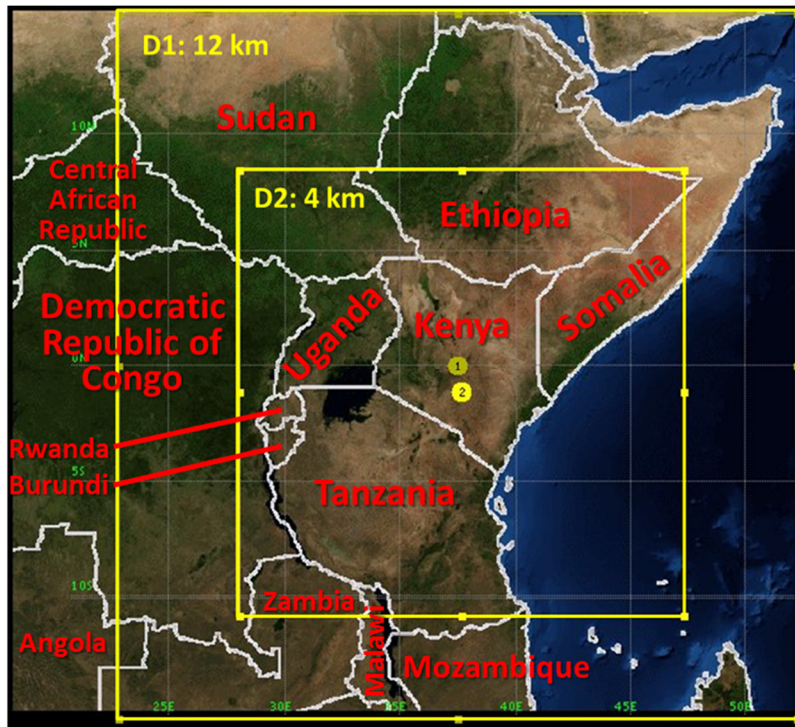 D1: 12 km
Sudan
10N
Central
African
Republic
D2: 4 km
Ethiopia
5N
Somalia
Democratic
Republic of
Congo
Uganda
Kenya
0N
1
2
Rwanda
Burundi
5S
Tanzania
10S
Zambia
Malawi
Angola
Mozambique
25E
30E
35E
40E
45E
50E